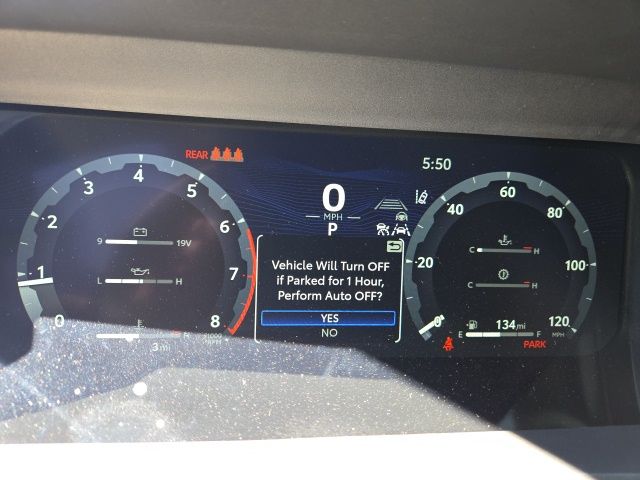 REAR
5:50
0
MPH
P
0 1 2 3 4 5 6 7 8
9 19V
L H
Vehicle Will Turn OFF
if Parked for 1 Hour,
Perform Auto OFF?
YES
NO
0 20 40 60 80 100 120
MPH
C H
C H
E 134 mi F
PARK